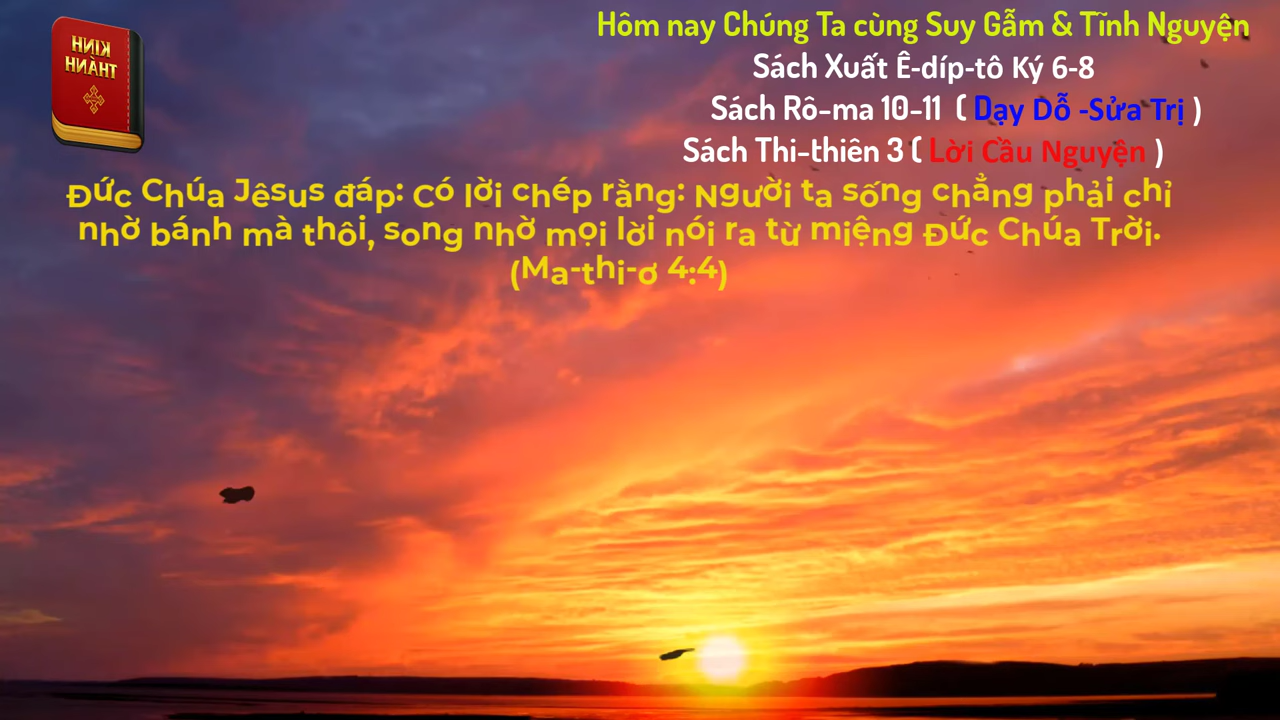 KINH
THÀNH
Hôm nay Chúng Ta cùng Suy Gẫm & Tĩnh Nguyện
Sách Xuất Ê-díp-tô Ký 6-8
Sách Rô-ma 10-11 ( Dạy Dỗ -Sửa Trị )
Sách Thi-thiên 3 ( Lời Cầu Nguyện )
Đức Chúa Jêsus đáp: Có lời chép rằng: Người ta sống chẳng phải chỉ
nhờ bánh mà thôi, song nhờ mọi lời nói ra từ miệng Đức Chúa Trời.
(Ma-thi-ơ 4:4)